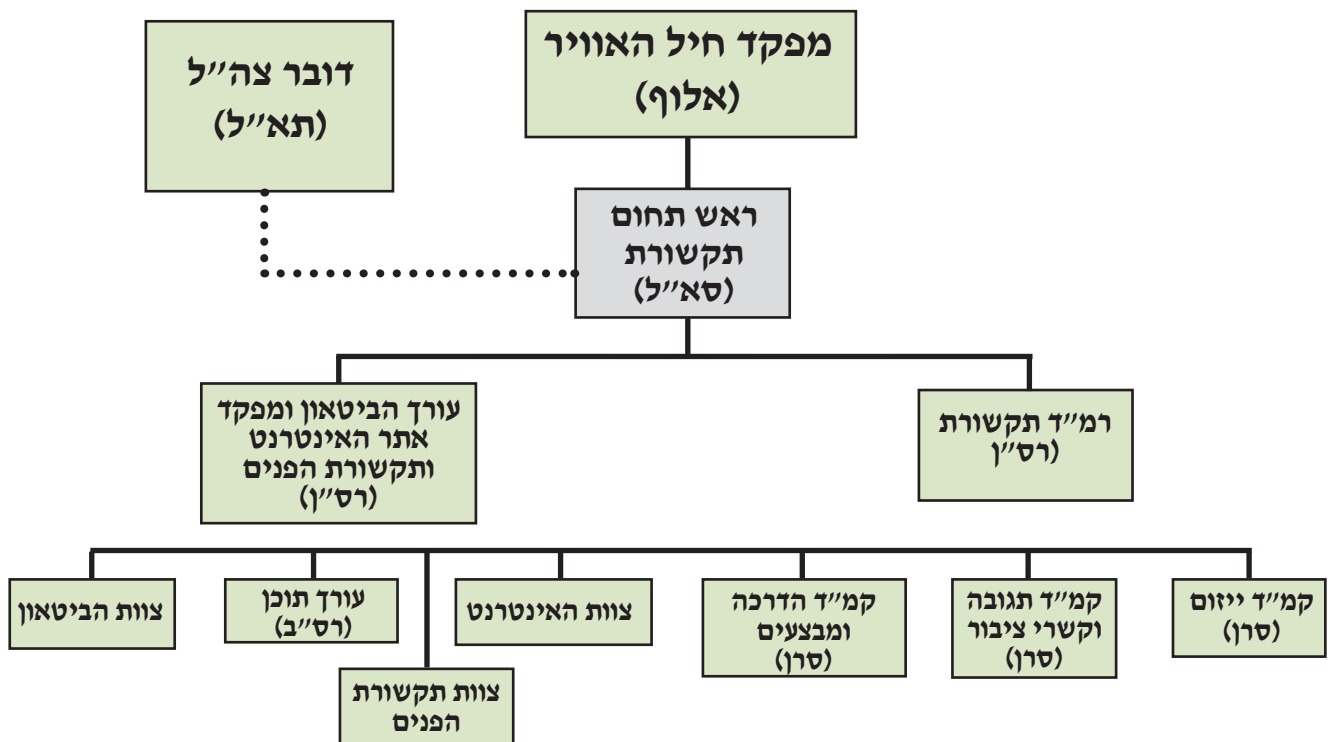 מפקד חיל האוויר
(אלוף)
דובר צה״ל
(תא״ל)
ראש תחום
תקשורת
(סא״ל)
רמ״ד תקשורת
(רס״ן
עורך הביטאון ומפקד
אתר האינטרנט
ותקשורת הפנים
(רס״ן)
קמ״ד ייזום
(סרן)
קמ״ד תגובה
וקשרי ציבור
(סרן)
קמ״ד הדרכה
ומבצעים
(סרן)
צוות האינטרנט
צוות תקשורת
הפנים
עורך תוכן
(רס״ב)
צוות הביטאון